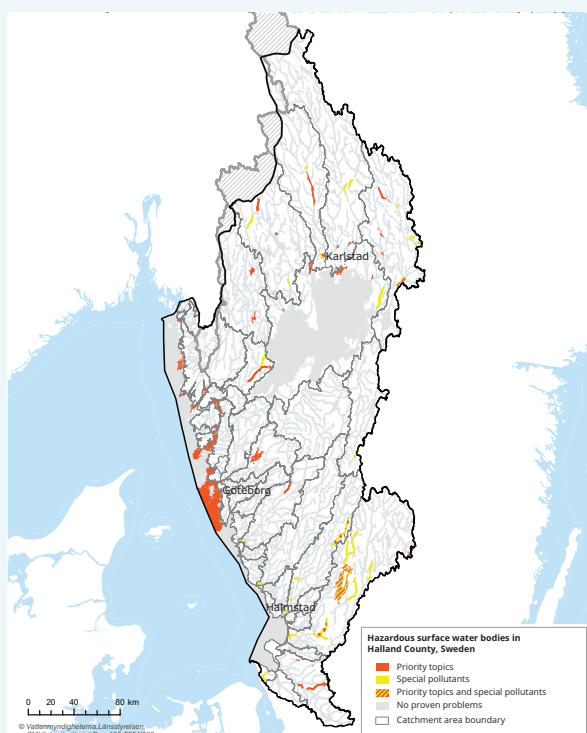 Karlstad
Göteborg
Halmstad
Hazardous surface water bodies in
Halland County, Sweden
Priority topics
Special pollutants
Priority topics and special pollutants
No proven problems
Catchment area boundary
0 20 40 80 km
© Vattenmyndigheterna, Länsstyrelsen,